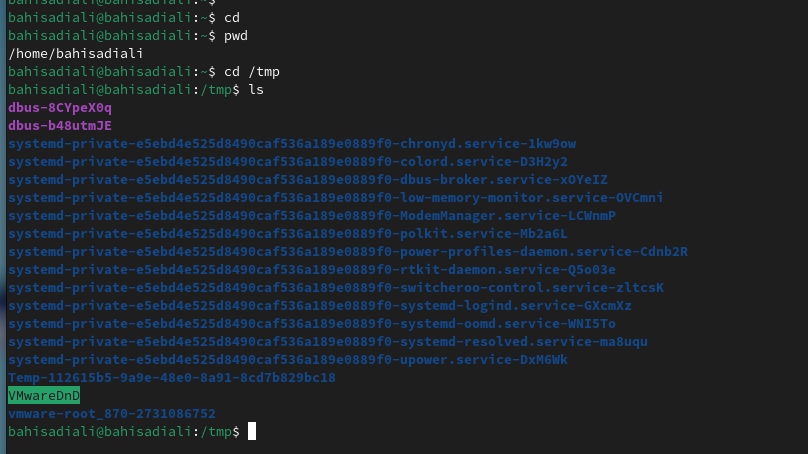 bahisadiali@bahisadiali:~$
bahisadiali@bahisadiali:~$ cd
bahisadiali@bahisadiali:~$ pwd
/home/bahisadiali
bahisadiali@bahisadiali:~$ cd /tmp
bahisadiali@bahisadiali:/tmp$ ls
dbus-8CYpeX0q
dbus-b48utmJE
systemd-private-e5ebd4e525d8490caf536a189e0889f0-chronyd.service-1kw9ow
systemd-private-e5ebd4e525d8490caf536a189e0889f0-colord.service-D3H2y2
systemd-private-e5ebd4e525d8490caf536a189e0889f0-dbus-broker.service-xOYeIZ
systemd-private-e5ebd4e525d8490caf536a189e0889f0-low-memory-monitor.service-OVCmni
systemd-private-e5ebd4e525d8490caf536a189e0889f0-ModemManager.service-LCWnmP
systemd-private-e5ebd4e525d8490caf536a189e0889f0-polkit.service-Mb2a6L
systemd-private-e5ebd4e525d8490caf536a189e0889f0-power-profiles-daemon.service-Cdnb2R
systemd-private-e5ebd4e525d8490caf536a189e0889f0-rtkit-daemon.service-Q5o03e
systemd-private-e5ebd4e525d8490caf536a189e0889f0-switcheroo-control.service-zltcsK
systemd-private-e5ebd4e525d8490caf536a189e0889f0-systemd-logind.service-GXcmXz
systemd-private-e5ebd4e525d8490caf536a189e0889f0-systemd-oomd.service-WNI5To
systemd-private-e5ebd4e525d8490caf536a189e0889f0-systemd-resolved.service-ma8uqu
systemd-private-e5ebd4e525d8490caf536a189e0889f0-upower.service-DxM6Wk
Temp-112615b5-9a9e-48e0-8a91-8cd7b829bc18
VMwareDnD
vmware-root_870-2731086752
bahisadiali@bahisadiali:/tmp$